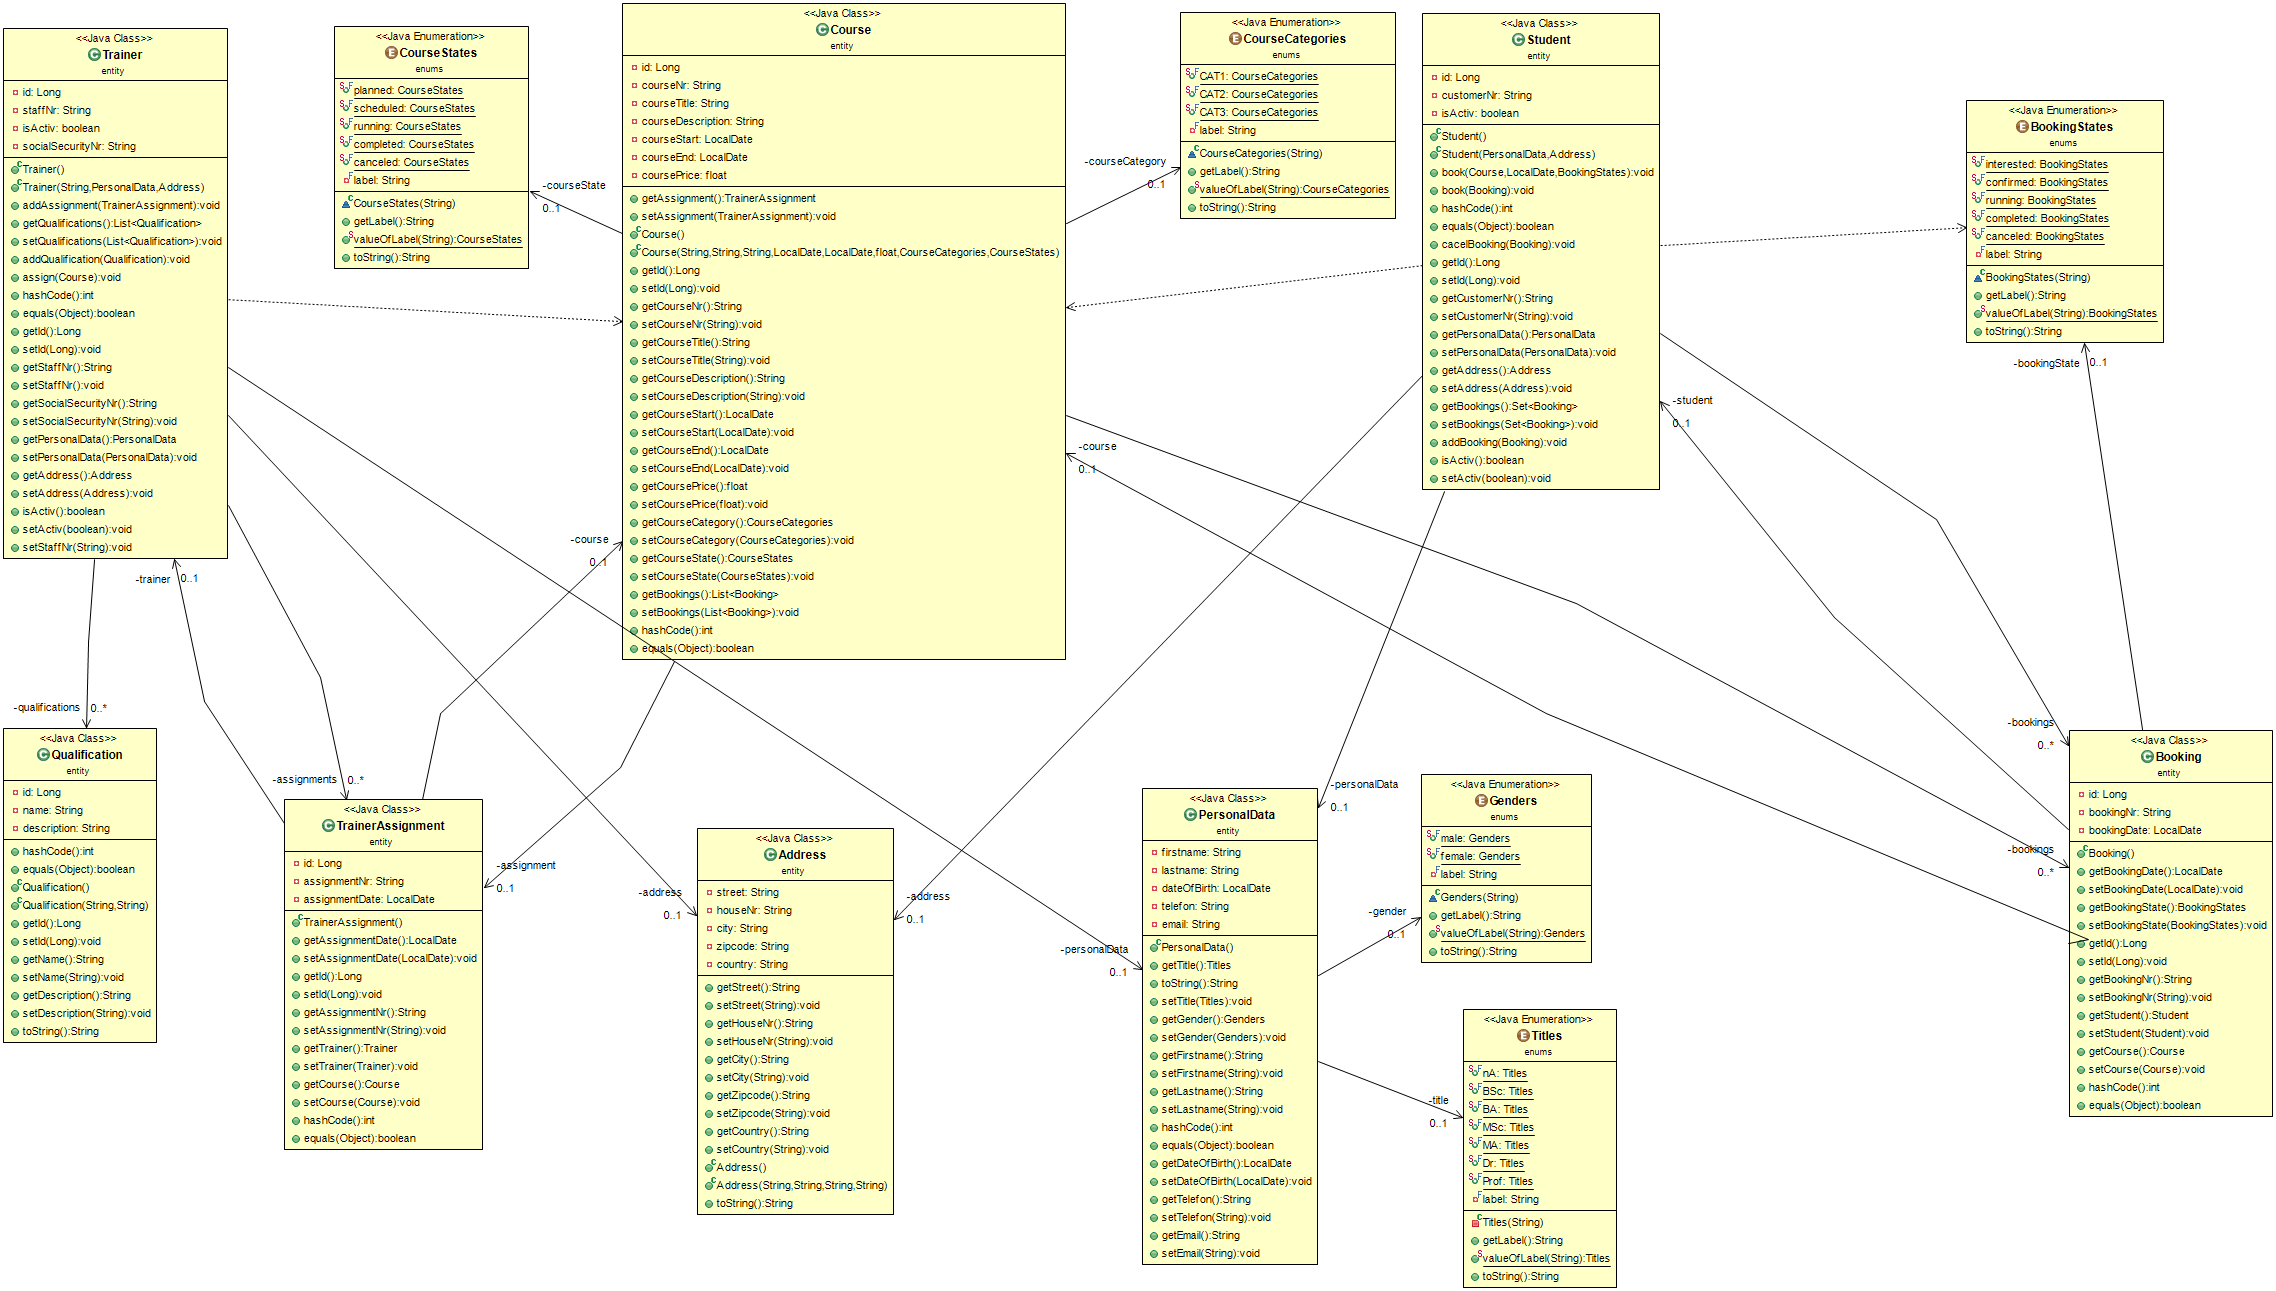 <<Java Class>>
Trainer
entity
id: Long
staffNr: String
isActiv: boolean
socialSecurityNr: String
Trainer()
Trainer(String,PersonalData,Address)
addAssignment(TrainerAssignment):void
getQualifications():List<Qualification>
setQualifications(List<Qualification>):void
addQualification(Qualification):void
assign(Course):void
hashCode():int
equals(Object):boolean
getId():Long
setId(Long):void
getStaffNr():String
setStaffNr():void
getSocialSecurityNr():String
setSocialSecurityNr(String):void
getPersonalData():PersonalData
setPersonalData(PersonalData):void
getAddress():Address
setAddress(Address):void
isActiv():boolean
setActiv(boolean):void
setStaffNr(String):void
<<Java Enumeration>>
CourseStates
enums
planned: CourseStates
scheduled: CourseStates
running: CourseStates
completed: CourseStates
canceled: CourseStates
label: String
CourseStates(String)
getLabel():String
valueOfLabel(String):CourseStates
toString():String
-courseState
0..1
<<Java Class>>
Course
entity
id: Long
courseNr: String
courseTitle: String
courseDescription: String
courseStart: LocalDate
courseEnd: LocalDate
coursePrice: float
getAssignment():TrainerAssignment
setAssignment(TrainerAssignment):void
Course()
Course(String,String,String,LocalDate,LocalDate,float,CourseCategories,CourseStates)
getId():Long
setId(Long):void
getCourseNr():String
setCourseNr(String):void
getCourseTitle():String
setCourseTitle(String):void
getCourseDescription():String
setCourseDescription(String):void
getCourseStart():LocalDate
setCourseStart(LocalDate):void
getCourseEnd():LocalDate
setCourseEnd(LocalDate):void
getCoursePrice():float
setCoursePrice(float):void
getCourseCategory():CourseCategories
setCourseCategory(CourseCategories):void
getCourseState():CourseStates
setCourseState(CourseStates):void
getBookings():List<Booking>
setBookings(List<Booking>):void
hashCode():int
equals(Object):boolean
-courseCategory
0..1
<<Java Enumeration>>
CourseCategories
enums
CAT1: CourseCategories
CAT2: CourseCategories
CAT3: CourseCategories
label: String
CourseCategories(String)
getLabel():String
valueOfLabel(String):CourseCategories
toString():String
<<Java Class>>
Student
entity
id: Long
customerNr: String
isActiv: boolean
Student()
Student(PersonalData,Address)
book(Course,LocalDate,BookingStates):void
book(Booking):void
hashCode():int
equals(Object):boolean
cacelBooking(Booking):void
getId():Long
setId(Long):void
getCustomerNr():String
setCustomerNr(String):void
getPersonalData():PersonalData
setPersonalData(PersonalData):void
getAddress():Address
setAddress(Address):void
getBookings():Set<Booking>
setBookings(Set<Booking>):void
addBooking(Booking):void
isActiv():boolean
setActiv(boolean):void
<<Java Enumeration>>
BookingStates
enums
interested: BookingStates
confirmed: BookingStates
running: BookingStates
completed: BookingStates
canceled: BookingStates
label: String
BookingStates(String)
getLabel():String
valueOfLabel(String):BookingStates
toString():String
-bookingState
0..1
-student
0..1
-course
0..1
-course
0..1
-trainer
0..1
-qualifications
0..*
<<Java Class>>
Qualification
entity
id: Long
name: String
description: String
hashCode():int
equals(Object):boolean
Qualification()
Qualification(String,String)
getId():Long
setId(Long):void
getName():String
setName(String):void
getDescription():String
setDescription(String):void
toString():String
-assignments
0..*
<<Java Class>>
TrainerAssignment
entity
id: Long
assignmentNr: String
assignmentDate: LocalDate
TrainerAssignment()
getAssignmentDate():LocalDate
setAssignmentDate(LocalDate):void
getId():Long
setId(Long):void
getAssignmentNr():String
setAssignmentNr(String):void
getTrainer():Trainer
setTrainer(Trainer):void
getCourse():Course
setCourse(Course):void
hashCode():int
equals(Object):boolean
-assignment
0..1
-address
0..1
<<Java Class>>
Address
entity
street: String
houseNr: String
city: String
zipcode: String
country: String
getStreet():String
setStreet(String):void
getHouseNr():String
setHouseNr(String):void
getCity():String
setCity(String):void
getZipcode():String
setZipcode(String):void
getCountry():String
setCountry(String):void
Address()
Address(String,String,String,String)
toString():String
-address
0..1
-personalData
0..1
-personalData
0..1
<<Java Class>>
PersonalData
entity
firstname: String
lastname: String
dateOfBirth: LocalDate
telefon: String
email: String
PersonalData()
getTitle():Titles
toString():String
setTitle(Titles):void
getGender():Genders
setGender(Genders):void
getFirstname():String
setFirstname(String):void
getLastname():String
setLastname(String):void
hashCode():int
equals(Object):boolean
getDateOfBirth():LocalDate
setDateOfBirth(LocalDate):void
getTelefon():String
setTelefon(String):void
getEmail():String
setEmail(String):void
-gender
0..1
<<Java Enumeration>>
Genders
enums
male: Genders
female: Genders
label: String
Genders(String)
getLabel():String
valueOfLabel(String):Genders
toString():String
-title
0..1
<<Java Enumeration>>
Titles
enums
nA: Titles
BSc: Titles
BA: Titles
MSc: Titles
MA: Titles
Dr: Titles
Prof: Titles
label: String
Titles(String)
getLabel():String
valueOfLabel(String):Titles
toString():String
-bookings
0..*
-bookings
0..*
<<Java Class>>
Booking
entity
id: Long
bookingNr: String
bookingDate: LocalDate
Booking()
getBookingDate():LocalDate
setBookingDate(LocalDate):void
getBookingState():BookingStates
setBookingState(BookingStates):void
getId():Long
setId(Long):void
getBookingNr():String
setBookingNr(String):void
getStudent():Student
setStudent(Student):void
getCourse():Course
setCourse(Course):void
hashCode():int
equals(Object):boolean